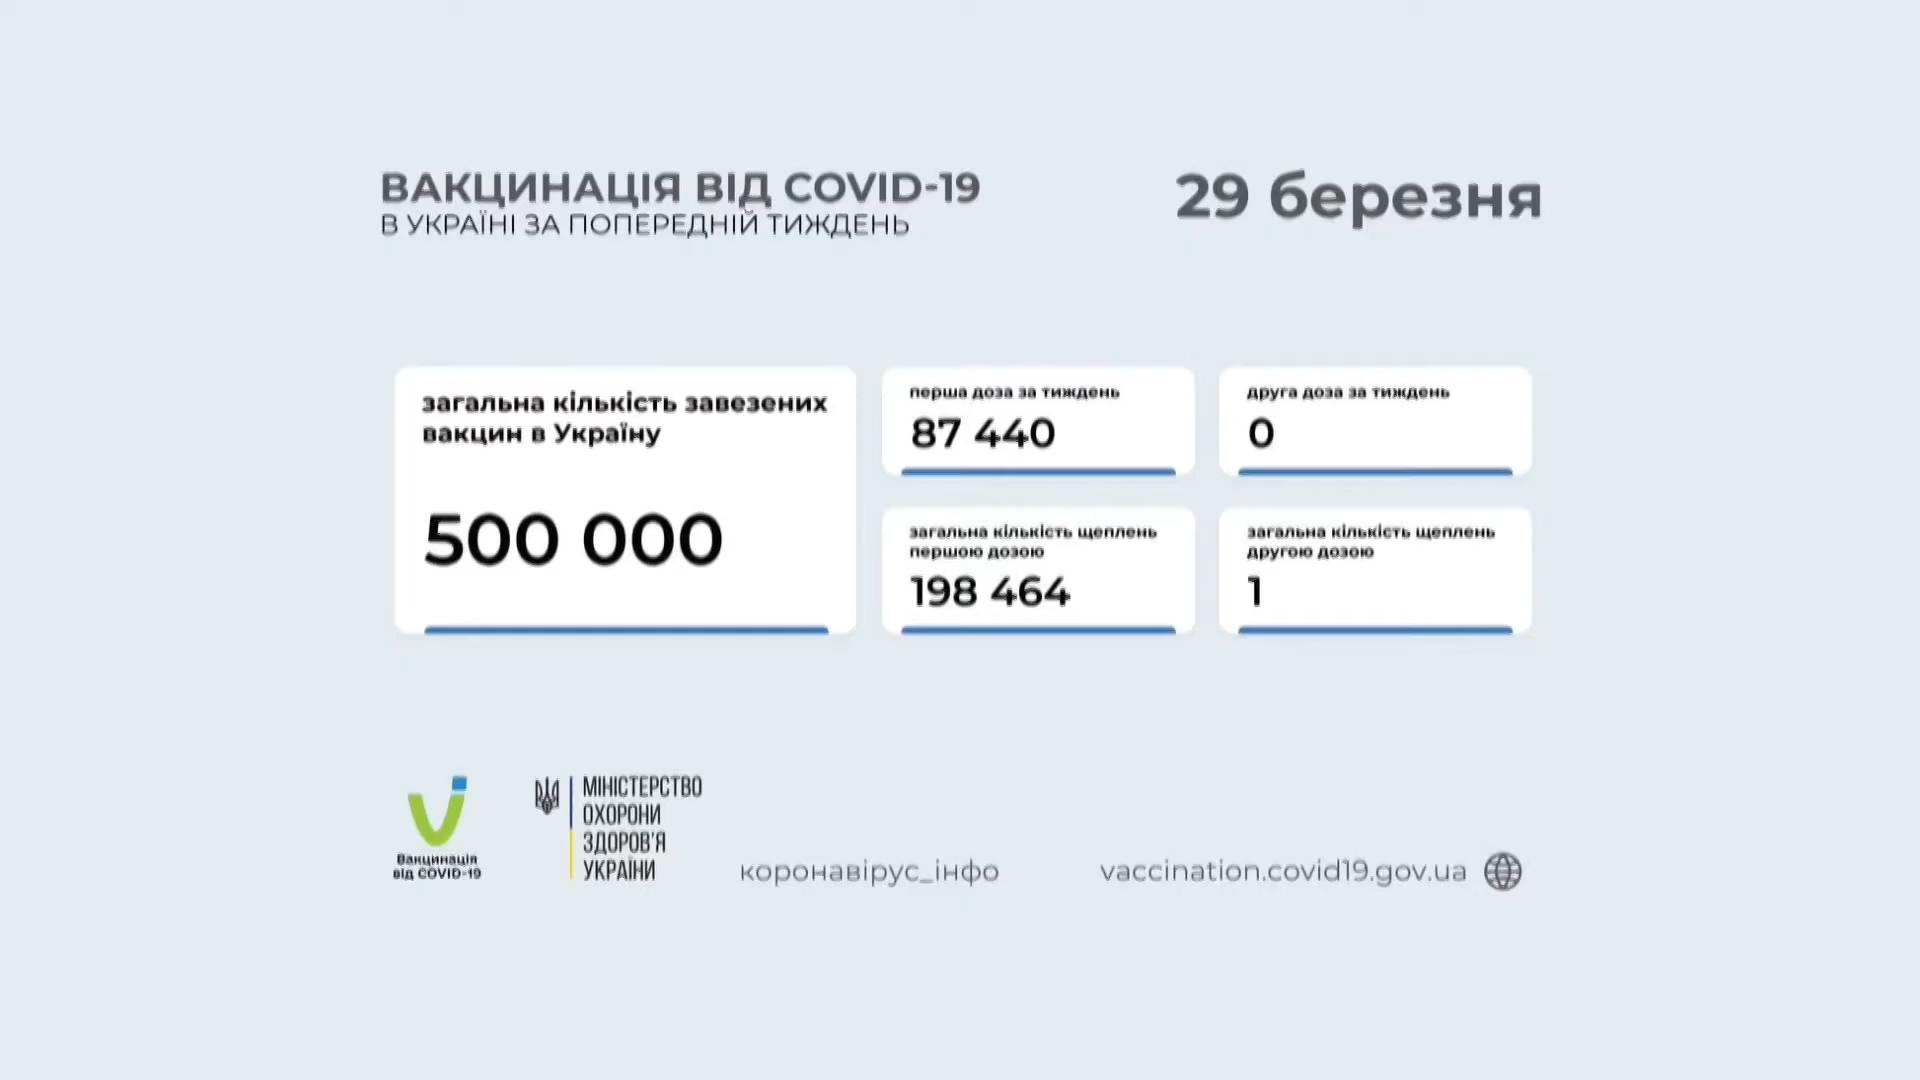 ВАКЦИНАЦІЯ ВІД COVID-19
В УКРАЇНІ ЗА ПОПЕРЕДНІЙ ТИЖДЕНЬ
29 березня
загальна кількість завезених
вакцин в Україну
500 000
перша доза за тиждень
87 440
друга доза за тиждень
0
загальна кількість щеплень
першою дозою
198 464
загальна кількість щеплень
другою дозою
1
Вакцинація
від COVID-19
МІНІСТЕРСТВО
ОХОРОНИ
ЗДОРОВ'Я
УКРАЇНИ
коронавірус_інфо
vaccination.covid19.gov.ua